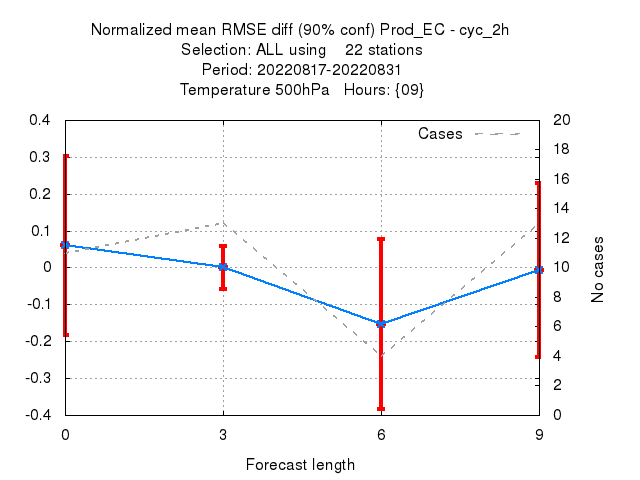 Normalized mean RMSE diff (90% conf) Prod_EC - cyc_2h
Selection: ALL using    22 stations
Period: 20220817-20220831
Temperature 500hPa   Hours: {09}
Cases
0.4
0.3
0.2
0.1
0
-0.1
-0.2
-0.3
-0.4
20
18
16
14
12
10
8
6
4
2
0
No cases
0 3 6 9
Forecast length